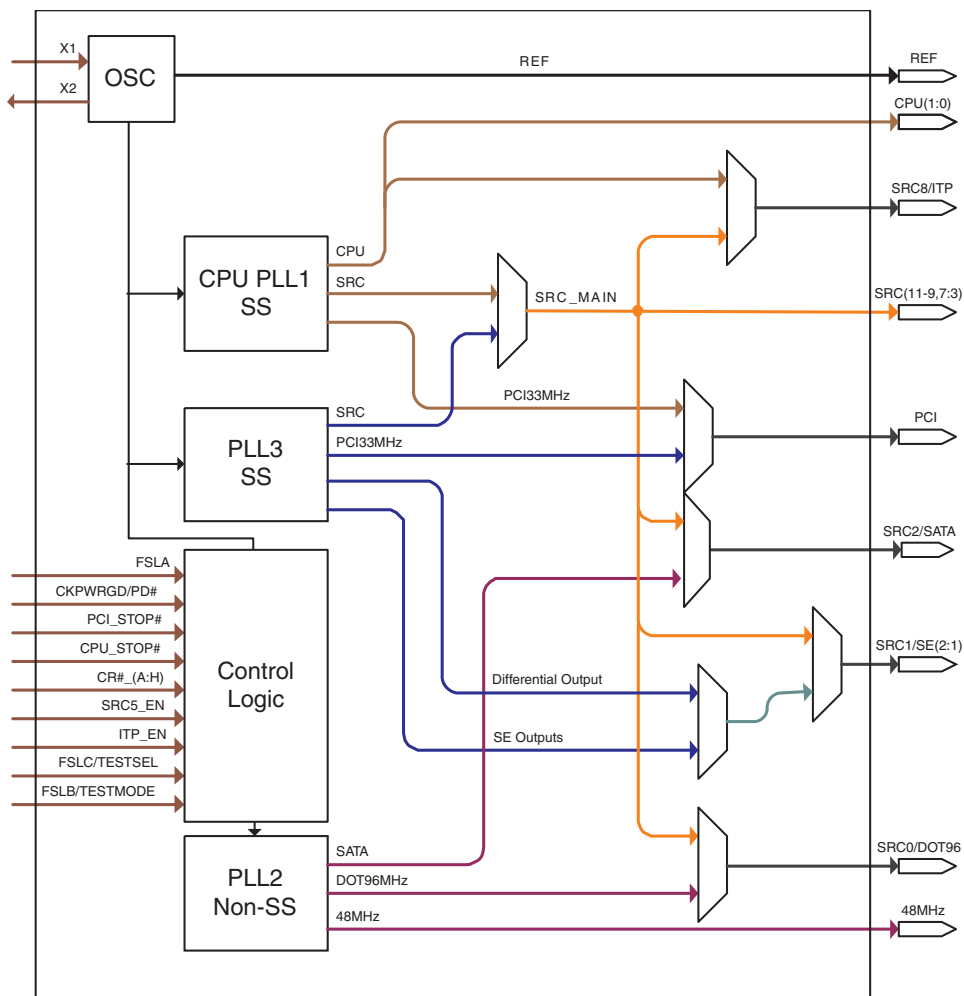 X1
OSC
REF
REF
X2
CPU(1:0)
SRC8/ITP
CPU PLL1
SS
CPU
SRC
SRC_MAIN
SRC(11-9,7:3)
PCI33MHz
PLL3
SS
SRC
PCI33MHz
PCI
SRC2/SATA
FSLA
CKPWRGD/PD#
PCI_STOP#
CPU_STOP#
CR#_(A:H)
SRC5_EN
ITP_EN
FSLC/TESTSEL
FSLB/TESTMODE
Control
Logic
Differential Output
SE Outputs
SRC1/SE(2:1)
PLL2
Non-SS
SATA
DOT96MHz
48MHz
SRC0/DOT96
48MHz